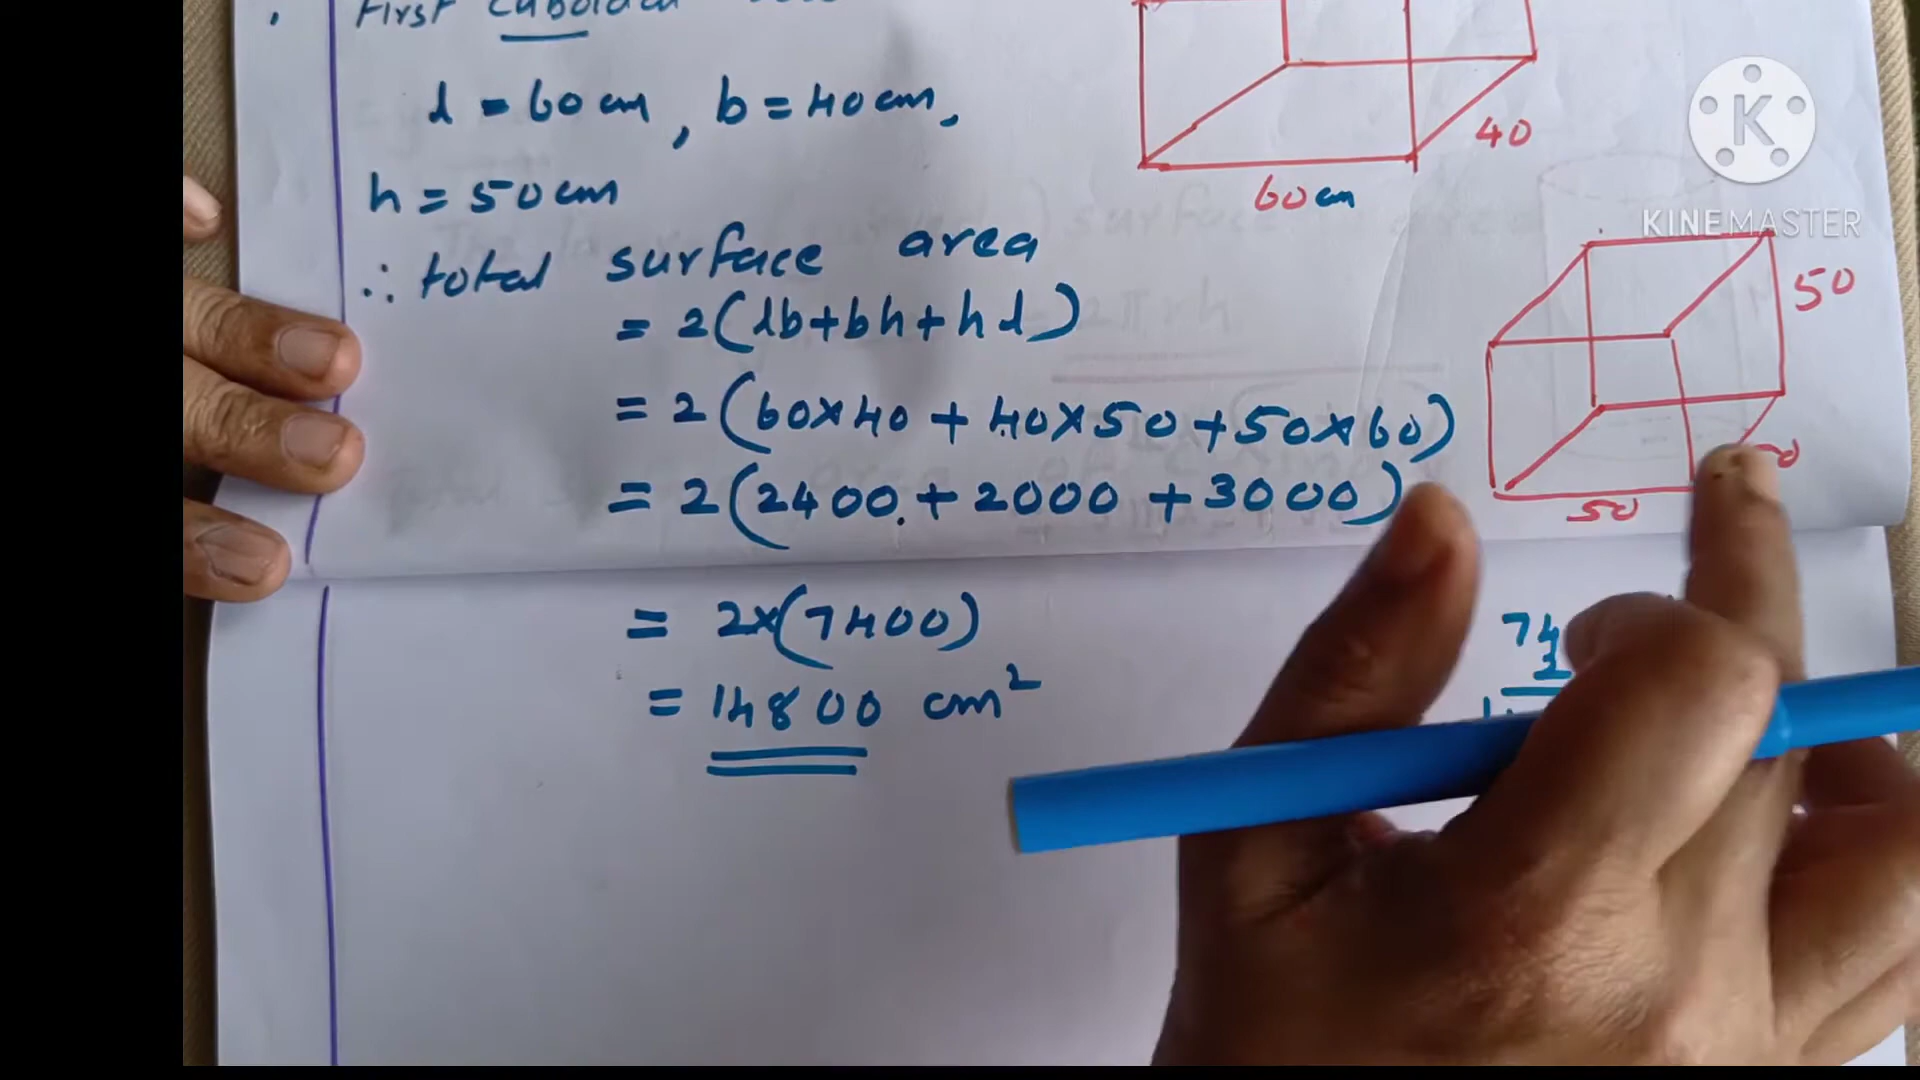 First cuboidal
l = 60 cm, b = 40 cm,
h = 50 cm
∴ total surface area
= 2(lb+bh+hl)
= 2(60×40 + 40×50 + 50×60)
= 2(2400 + 2000 + 3000)
= 2×(7400)
= 14800 cm²
40
60 cm
K
KINEMASTER
50
50